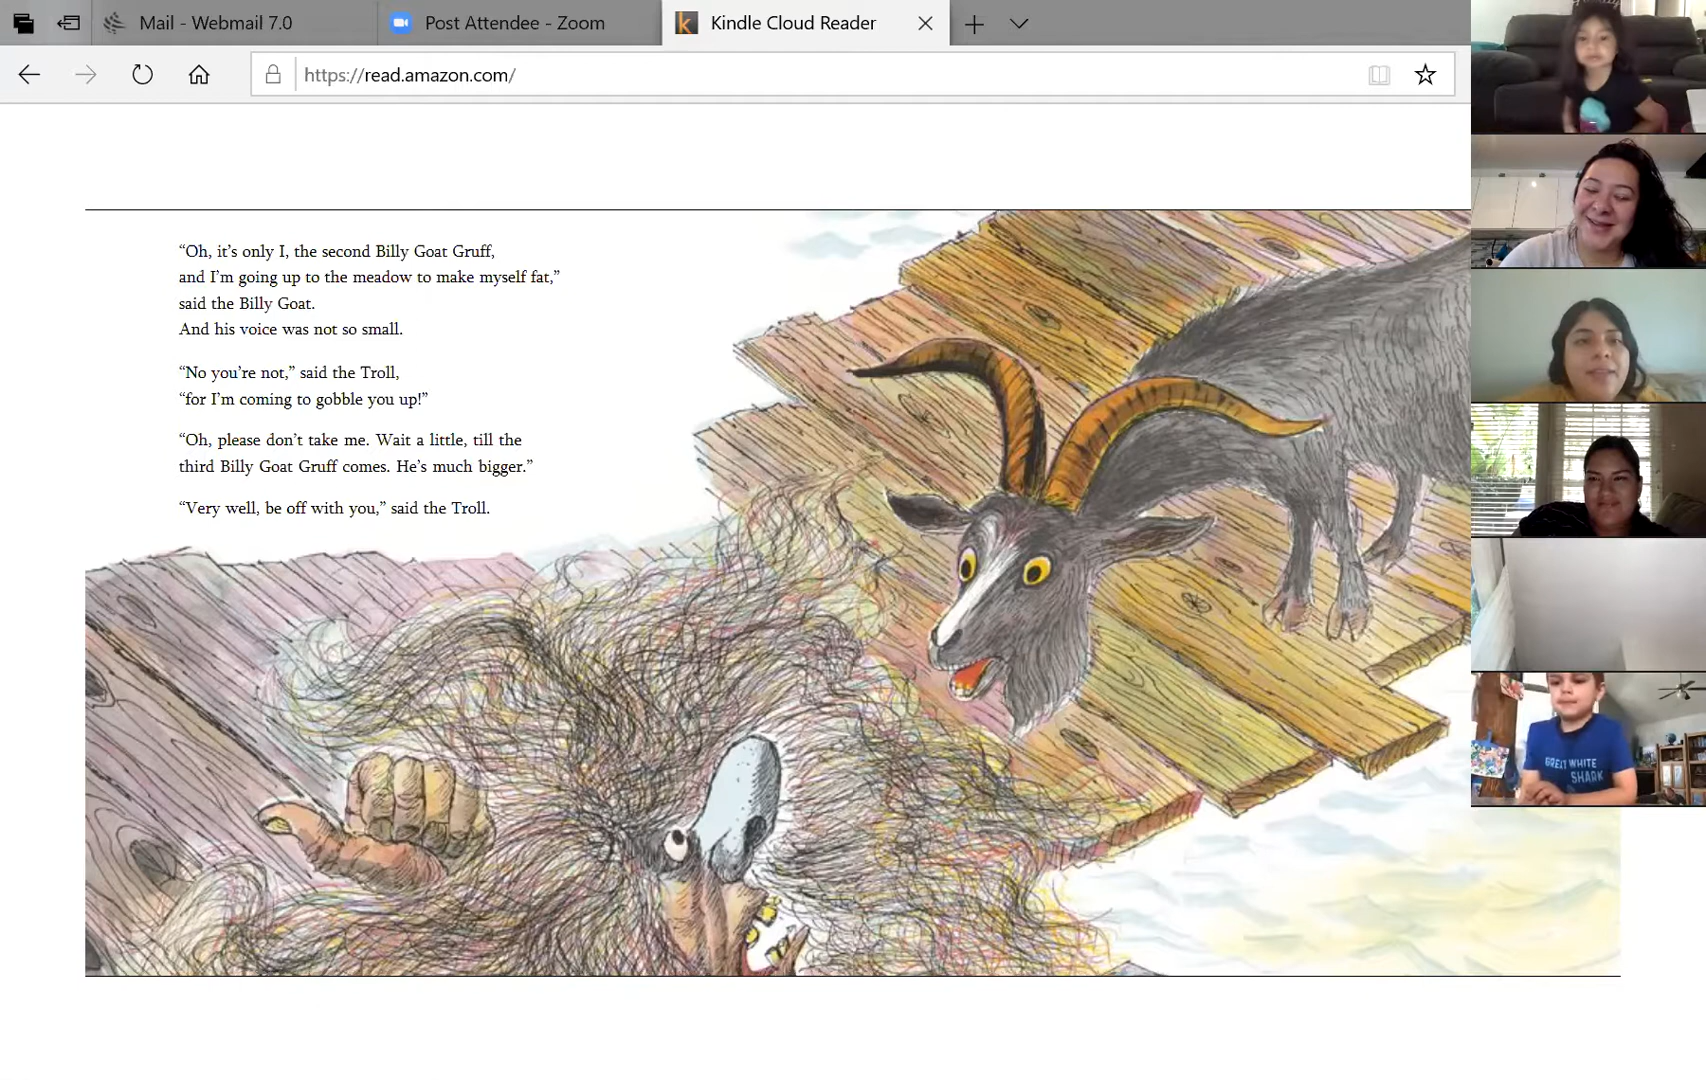 Mail - Webmail 7.0
Post Attendee - Zoom
k Kindle Cloud Reader
https://read.amazon.com/
“Oh, it’s only I, the second Billy Goat Gruff,
and I’m going up to the meadow to make myself fat,”
said the Billy Goat.
And his voice was not so small.
“No you’re not,” said the Troll,
“for I’m coming to gobble you up!”
“Oh, please don’t take me. Wait a little, till the
third Billy Goat Gruff comes. He’s much bigger.”
“Very well, be off with you,” said the Troll.
GREAT WHITE
SHARK